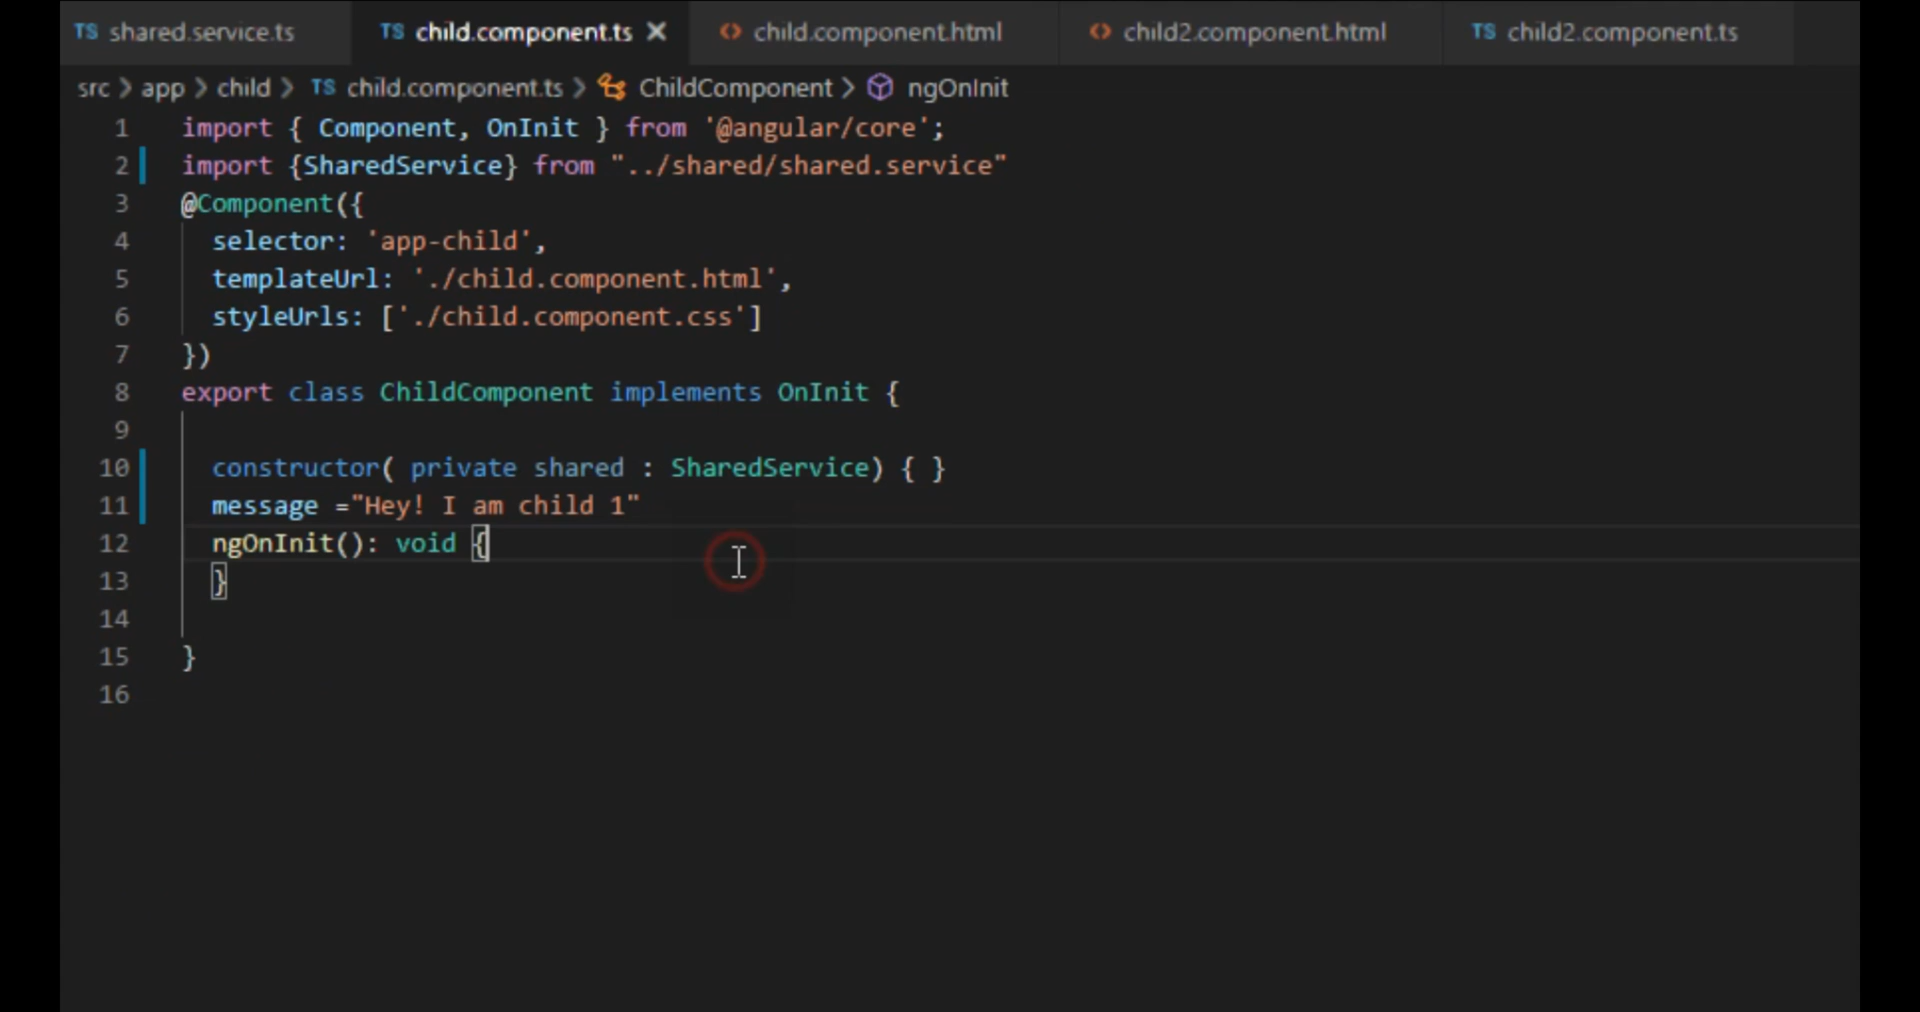 TS shared.service.ts TS child.component.ts <> child.component.html <> child2.component.html TS child2.component.ts
src > app > child > TS child.component.ts > ChildComponent > ngOnInit
1 import { Component, OnInit } from '@angular/core';
2 import {SharedService} from "../shared/shared.service"
3 @Component({
4 selector: 'app-child',
5 templateUrl: './child.component.html',
6 styleUrls: ['./child.component.css']
7 })
8 export class ChildComponent implements OnInit {
9
10 constructor( private shared : SharedService) { }
11 message ="Hey! I am child 1"
12 ngOnInit(): void {
13 }
14
15 }
16